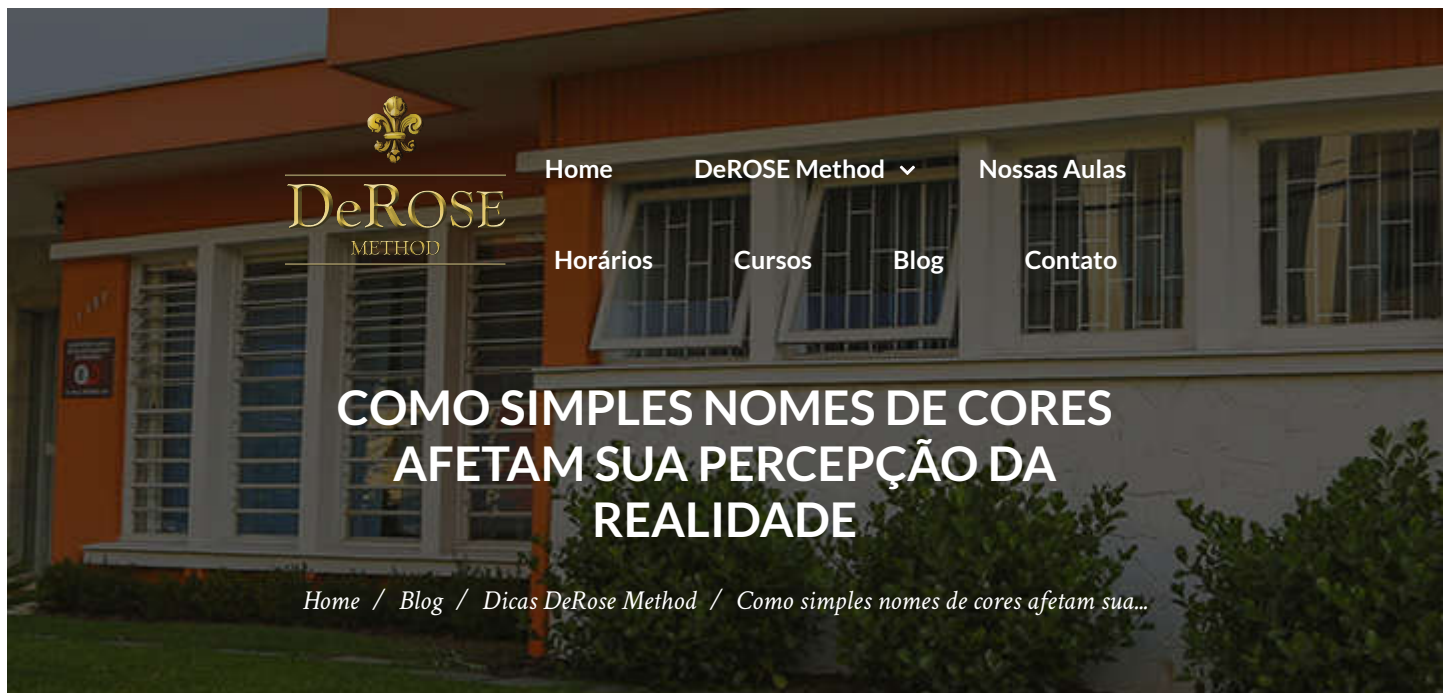 DeROSE
METHOD
Home DeROSE Method Nossas Aulas
Horários Cursos Blog Contato
COMO SIMPLES NOMES DE CORES
AFETAM SUA PERCEPÇÃO DA
REALIDADE
Home / Blog / Dicas DeRose Method / Como simples nomes de cores afetam sua...